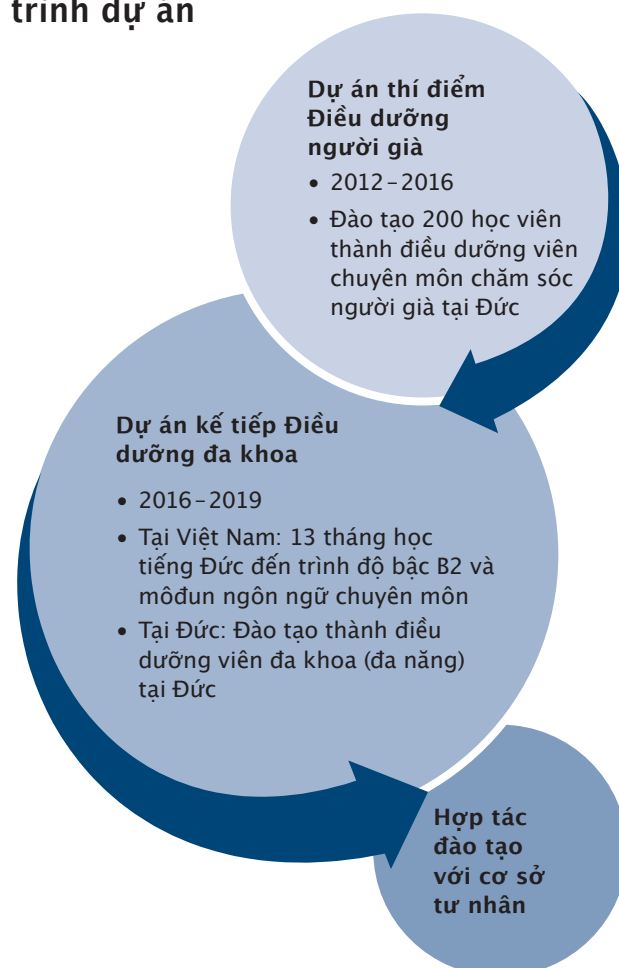 trình dự án
Dự án thí điểm
Điều dưỡng
người già
• 2012–2016
• Đào tạo 200 học viên
thành điều dưỡng viên
chuyên môn chăm sóc
người già tại Đức
Dự án kế tiếp Điều
dưỡng đa khoa
• 2016–2019
• Tại Việt Nam: 13 tháng học
tiếng Đức đến trình độ bậc B2 và
môđun ngôn ngữ chuyên môn
• Tại Đức: Đào tạo thành điều
dưỡng viên đa khoa (đa năng)
tại Đức
Hợp tác
đào tạo
với cơ sở
tư nhân